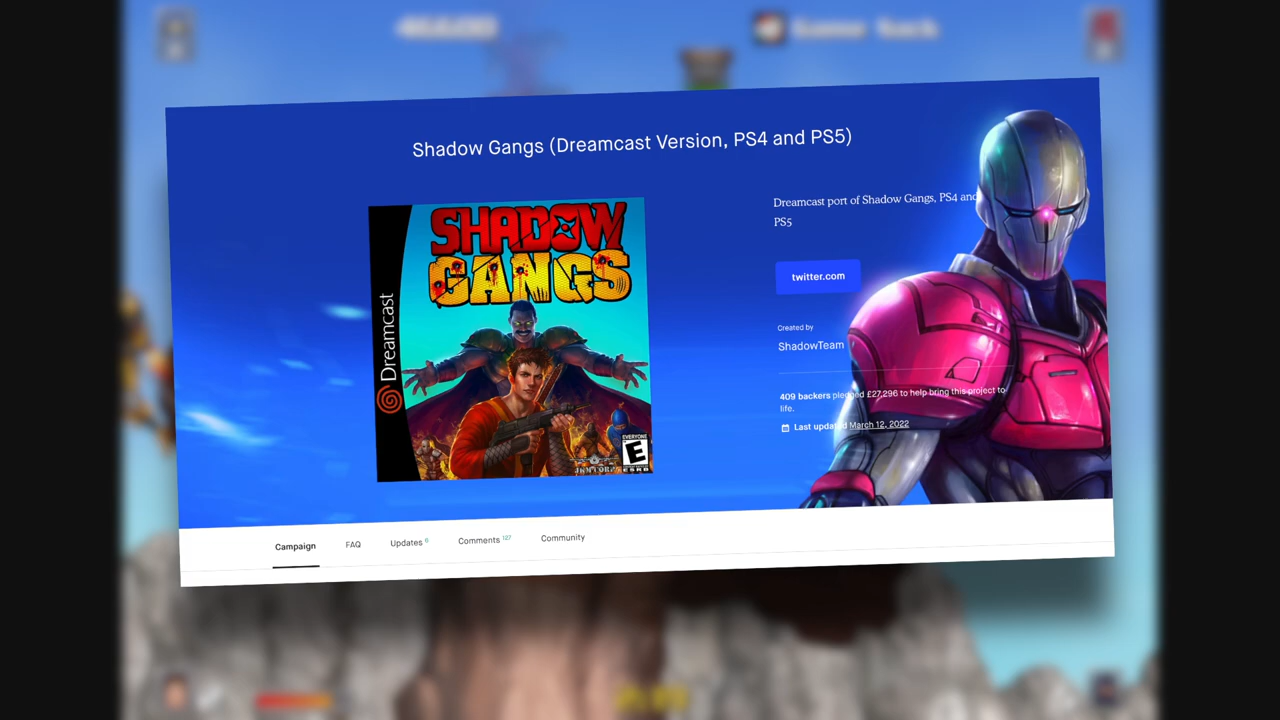 Shadow Gangs (Dreamcast Version, PS4 and PS5)
SHADOW
GANGS
Dreamcast
EVERYONE
E
ESRB
Dreamcast port of Shadow Gangs, PS4 and
PS5
twitter.com
Created by
ShadowTeam
409 backers pledged £27,296 to help bring this project to
life.
Last updated March 12, 2022
Campaign
FAQ
Updates 6
Comments 127
Community